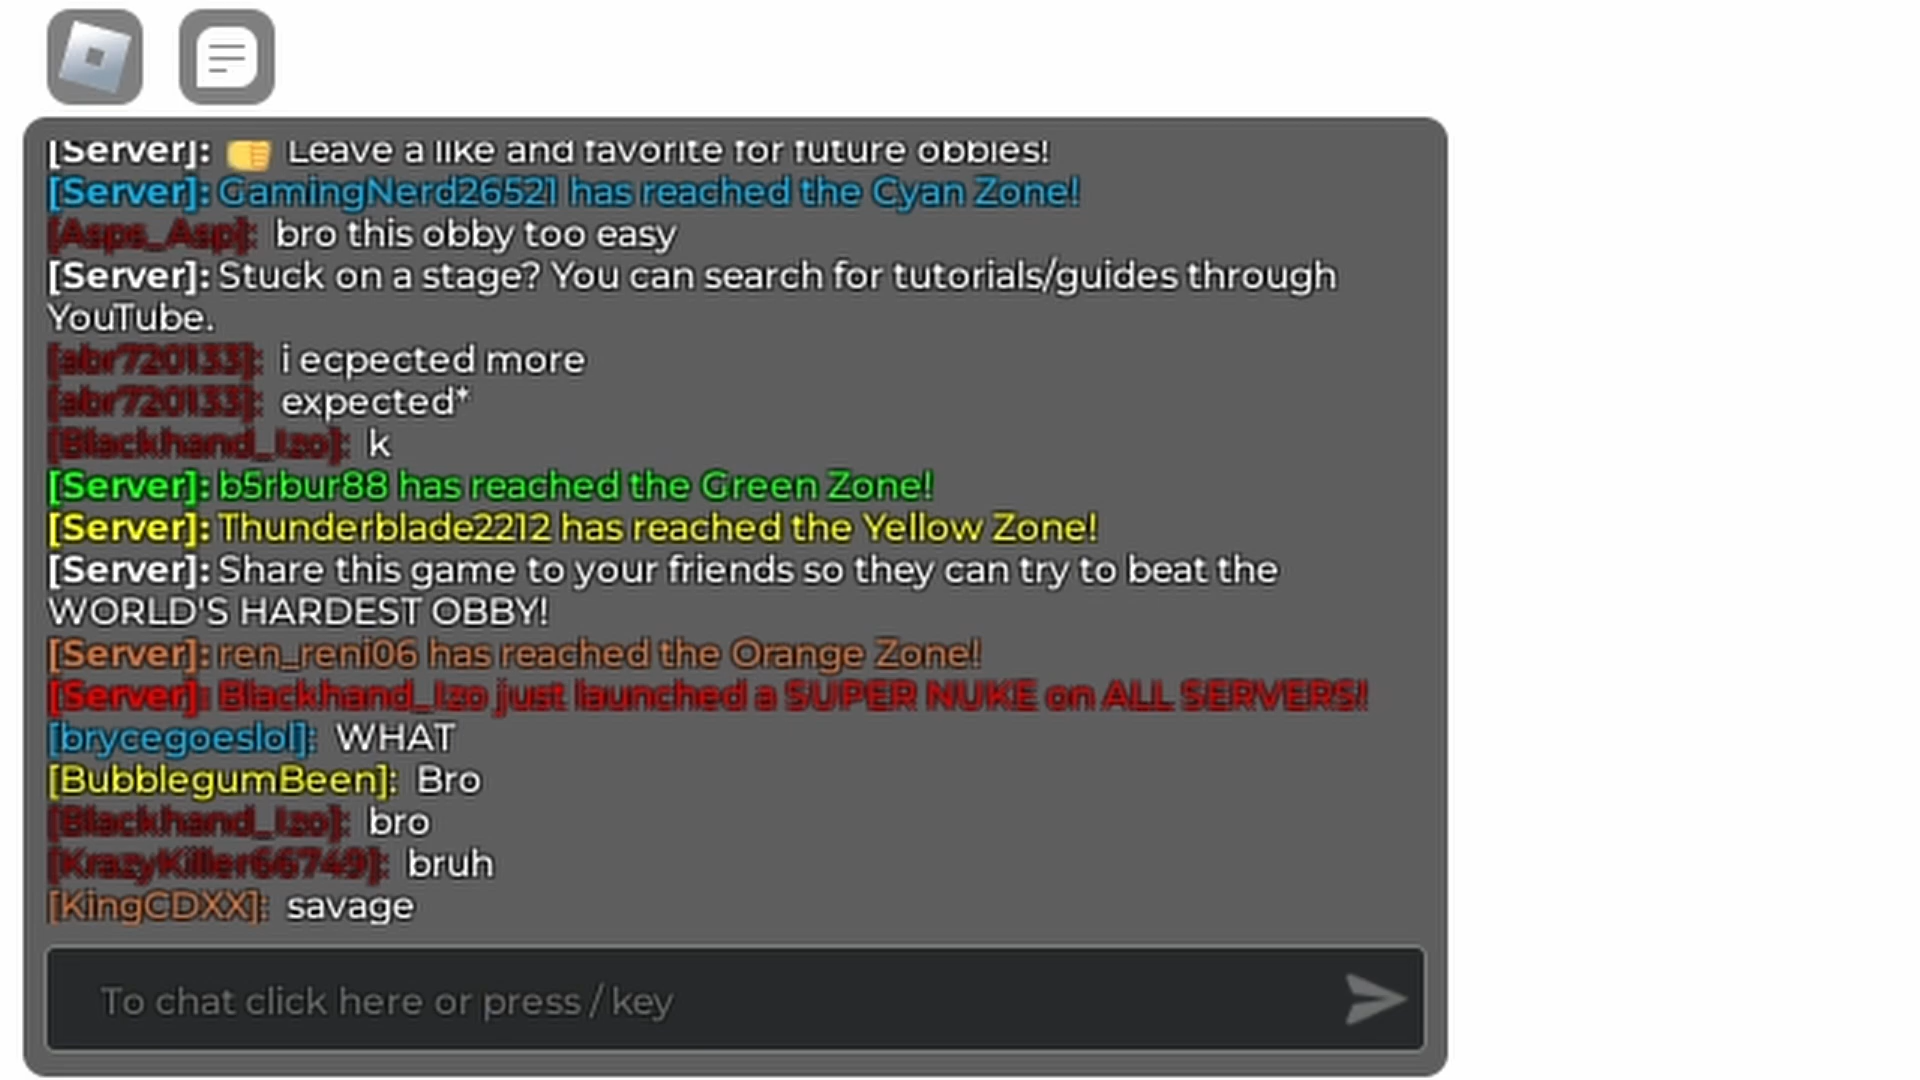 [Server]: Leave a like and favorite for future obbies!
[Server]: GamingNerd26521 has reached the Cyan Zone!
[Asps_Asp]: bro this obby too easy
[Server]: Stuck on a stage? You can search for tutorials/guides through
YouTube.
[abr720133]: i ecpected more
[abr720133]: expected*
[Blackhand_Izo]: k
[Server]: b5rbur88 has reached the Green Zone!
[Server]: Thunderblade2212 has reached the Yellow Zone!
[Server]: Share this game to your friends so they can try to beat the
WORLD'S HARDEST OBBY!
[Server]: ren_reni06 has reached the Orange Zone!
[Server]: Blackhand_Izo just launched a SUPER NUKE on ALL SERVERS!
[brycegoeslol]: WHAT
[BubblegumBeen]: Bro
[Blackhand_Izo]: bro
[KrazyKiller66749]: bruh
[KingCDXX]: savage
To chat click here or press / key